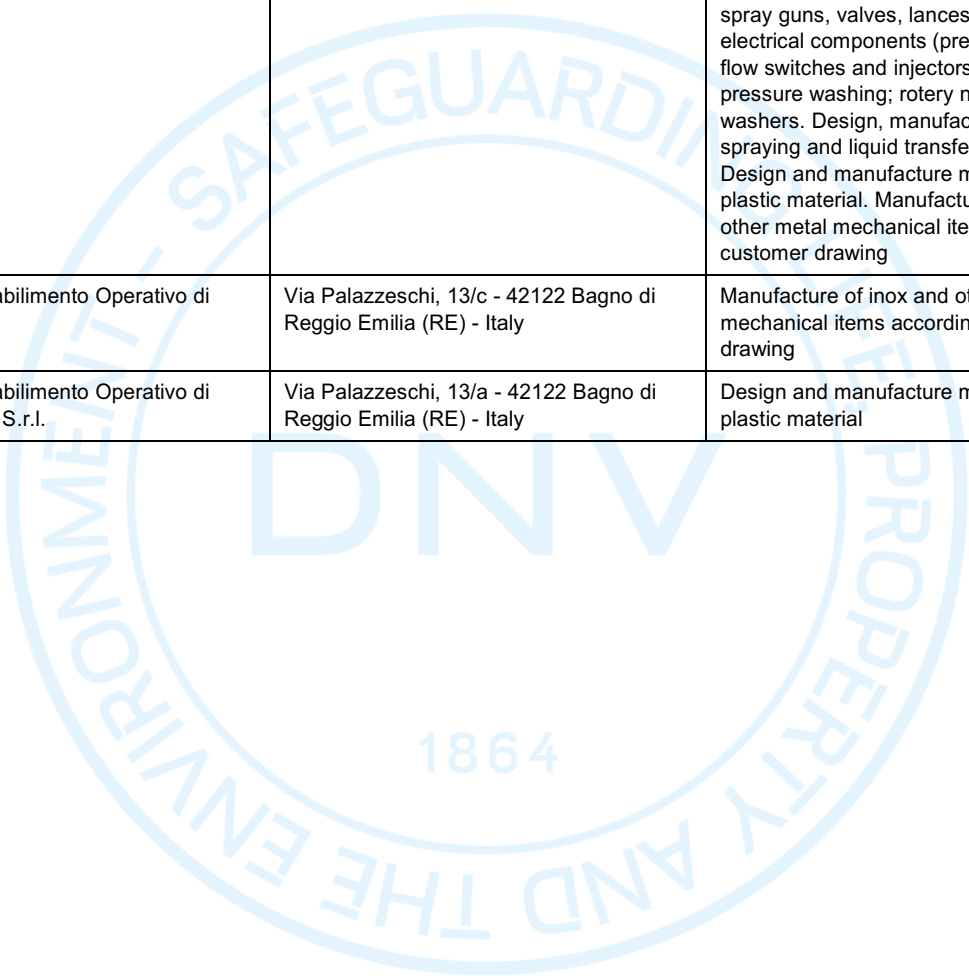 spray guns, valves, lances
electrical components (pre
flow switches and injectors
pressure washing; rotery n
washers. Design, manufac
spraying and liquid transfe
Design and manufacture m
plastic material. Manufactu
other metal mechanical ite
customer drawing
abilimento Operativo di
Via Palazzeschi, 13/c - 42122 Bagno di
Reggio Emilia (RE) - Italy
Manufacture of inox and ot
mechanical items accordin
drawing
abilimento Operativo di
S.r.l.
Via Palazzeschi, 13/a - 42122 Bagno di
Reggio Emilia (RE) - Italy
Design and manufacture m
plastic material
SAFEGUARDING LIFE, PROPERTY AND THE ENVIRONMENT –
DNV
1864